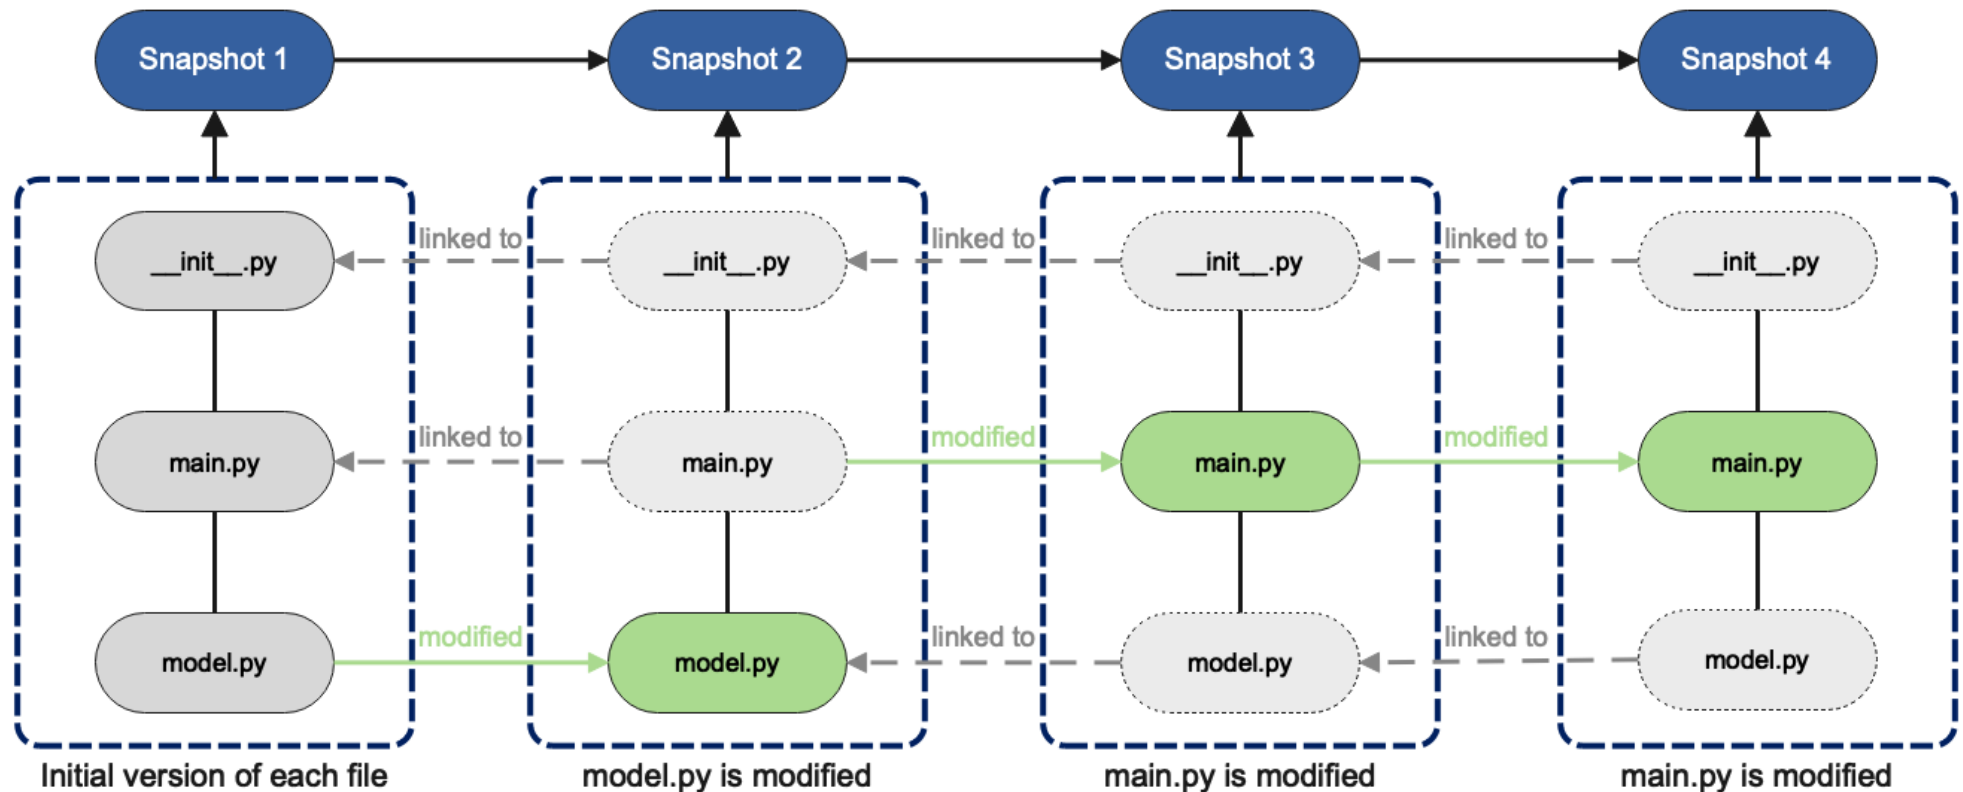 Snapshot 1
Snapshot 2
Snapshot 3
Snapshot 4
__init__.py
linked to
__init__.py
linked to
__init__.py
linked to
__init__.py
main.py
linked to
main.py
modified
main.py
modified
main.py
model.py
modified
model.py
linked to
model.py
linked to
model.py
Initial version of each file
model.py is modified
main.py is modified
main.py is modified